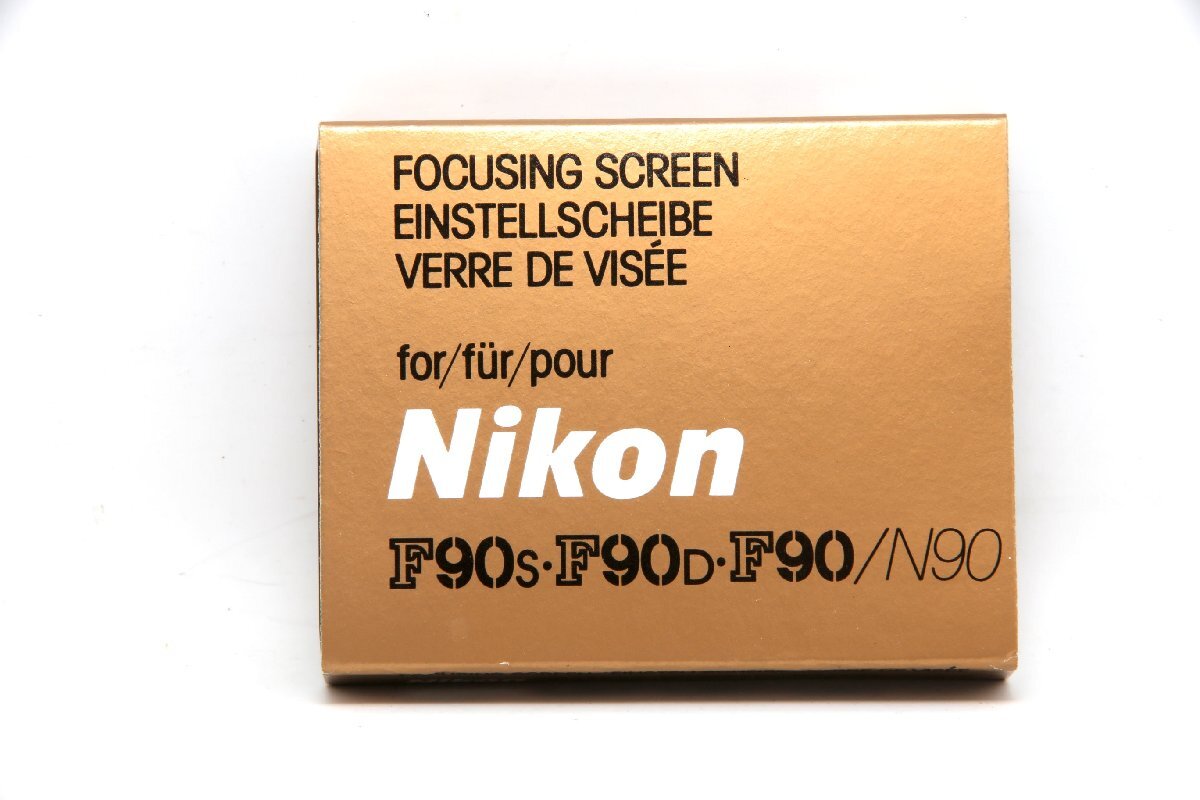 FOCUSING SCREEN
EINSTELLSCHEIBE
VERRE DE VISÉE
for/für/pour
Nikon
F90S·F90D·F90/N90